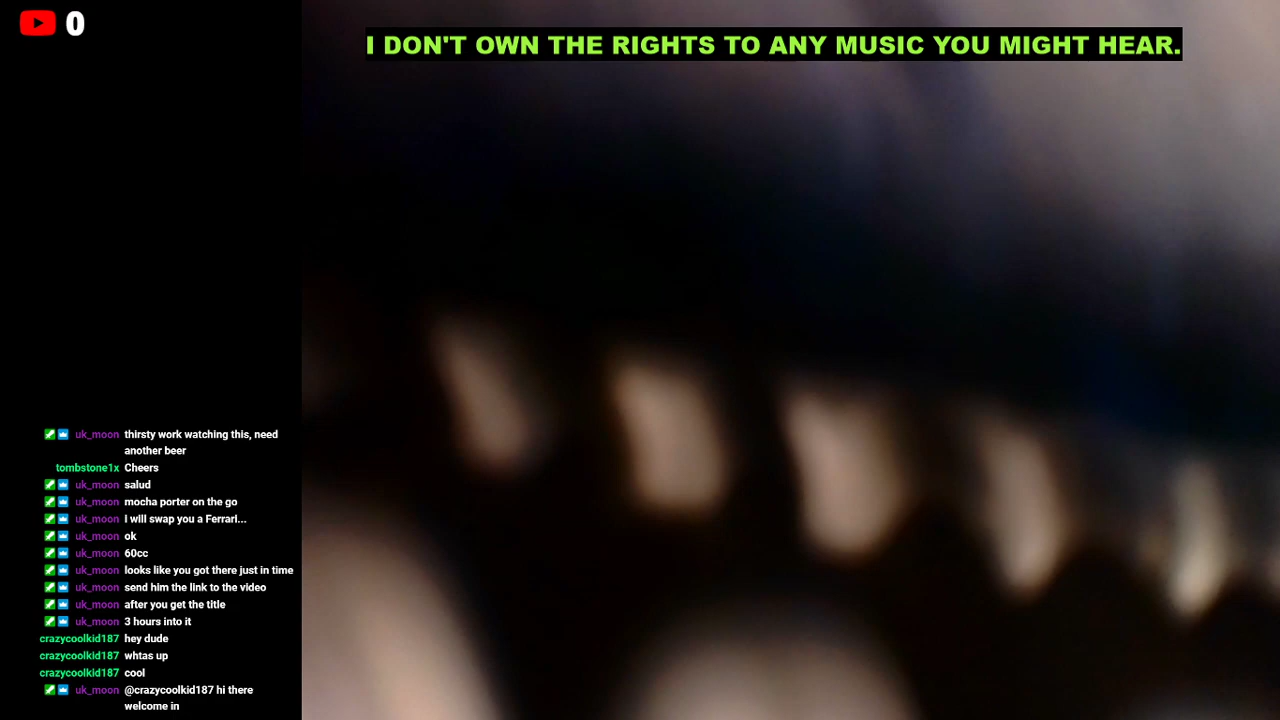 0
I DON'T OWN THE RIGHTS TO ANY MUSIC YOU MIGHT HEAR.
uk_moon thirsty work watching this, need
another beer
tombstone1x Cheers
uk_moon salud
uk_moon mocha porter on the go
uk_moon I will swap you a Ferrari...
uk_moon ok
uk_moon 60cc
uk_moon looks like you got there just in time
uk_moon send him the link to the video
uk_moon after you get the title
uk_moon 3 hours into it
crazycoolkid187 hey dude
crazycoolkid187 whtas up
crazycoolkid187 cool
uk_moon @crazycoolkid187 hi there
welcome in